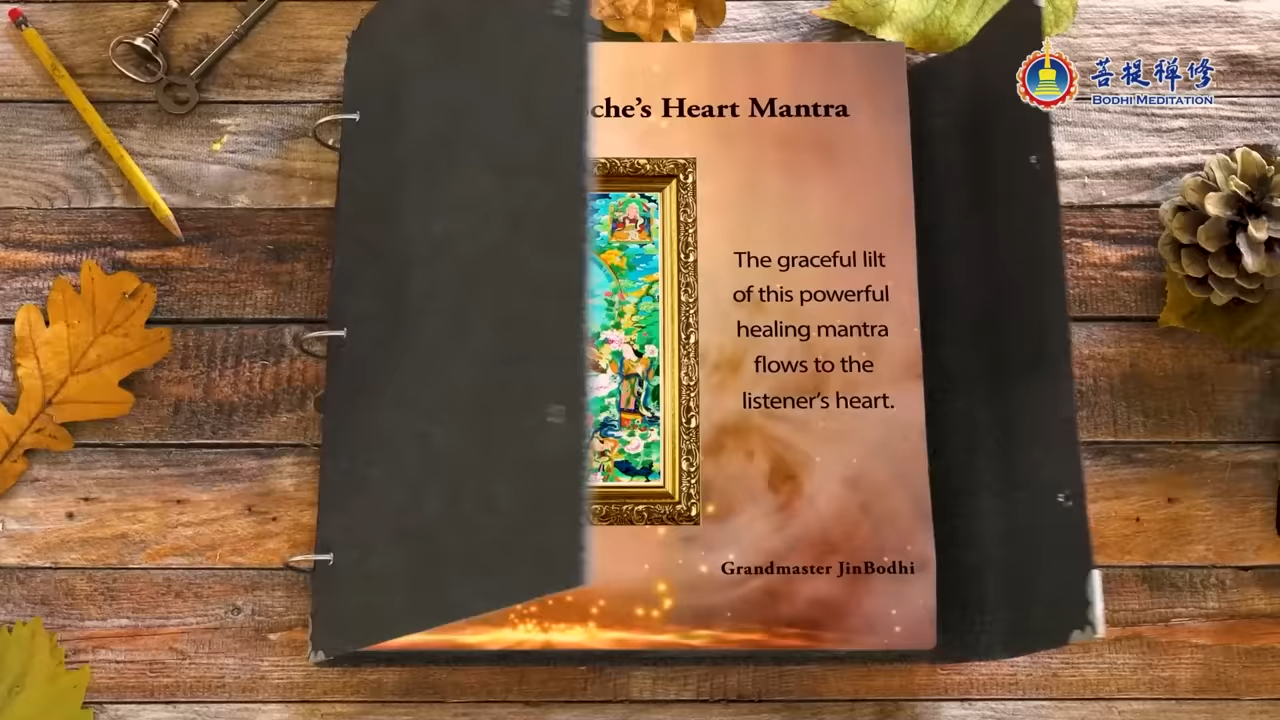 che's Heart Mantra
菩提禪修
BODHI MEDITATION
The graceful lilt
of this powerful
healing mantra
flows to the
listener's heart.
Grandmaster JinBodhi